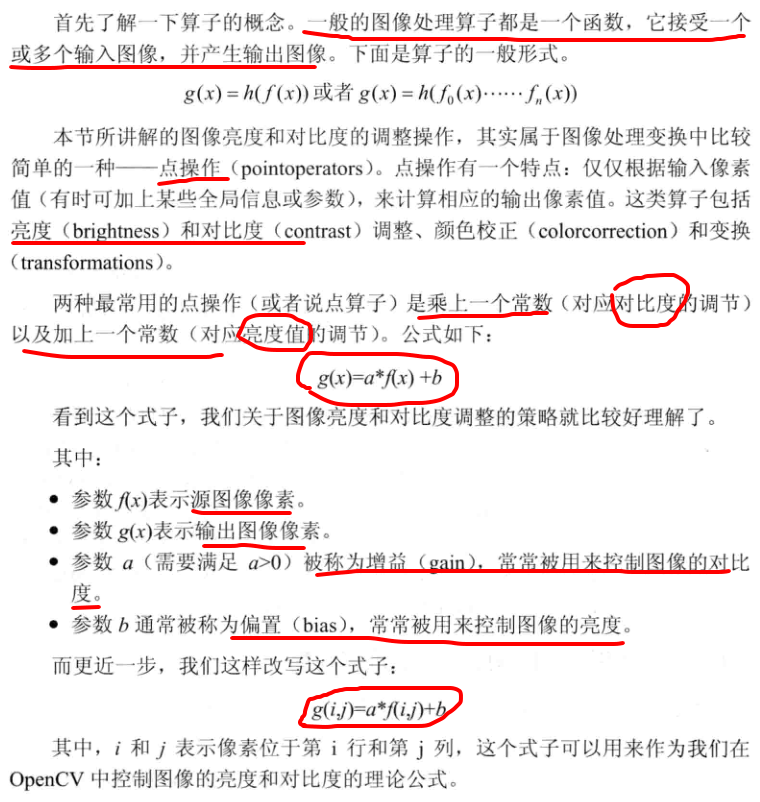 首先了解一下算子的概念。一般的图像处理算子都是一个函数，它接受一个
或多个输入图像，并产生输出图像。下面是算子的一般形式。
g(x) = h(f(x)) 或者 g(x) = h(f₀(x)……fₙ(x))
本节所讲解的图像亮度和对比度的调整操作，其实属于图像处理变换中比较
简单的一种——点操作（pointoperators）。点操作有一个特点：仅仅根据输入像素
值（有时可加上某些全局信息或参数），来计算相应的输出像素值。这类算子包括
亮度（brightness）和对比度（contrast）调整、颜色校正（colorcorrection）和变换
（transformations）。
两种最常用的点操作（或者说点算子）是乘上一个常数（对应对比度的调节）
以及加上一个常数（对应亮度值的调节）。公式如下：
g(x)=a*f(x) +b
看到这个式子，我们关于图像亮度和对比度调整的策略就比较好理解了。
其中：
● 参数 f(x)表示源图像像素。
● 参数 g(x)表示输出图像像素。
● 参数 a（需要满足 a>0）被称为增益（gain），常常被用来控制图像的对比
度。
● 参数 b 通常被称为偏置（bias），常常被用来控制图像的亮度。
而更近一步，我们这样改写这个式子：
g(i,j)=a*f(i,j)+b
其中，i 和 j 表示像素位于第 i 行和第 j 列，这个式子可以用来作为我们在
OpenCV 中控制图像的亮度和对比度的理论公式。